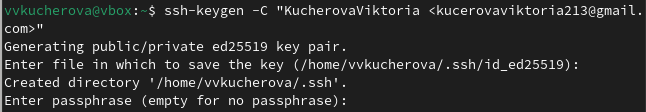 vvkucherova@vbox:~$ ssh-keygen -C "KucherovaViktoria <kucerovaviktoria213@gmail.
com>"
Generating public/private ed25519 key pair.
Enter file in which to save the key (/home/vvkucherova/.ssh/id_ed25519):
Created directory '/home/vvkucherova/.ssh'.
Enter passphrase (empty for no passphrase):